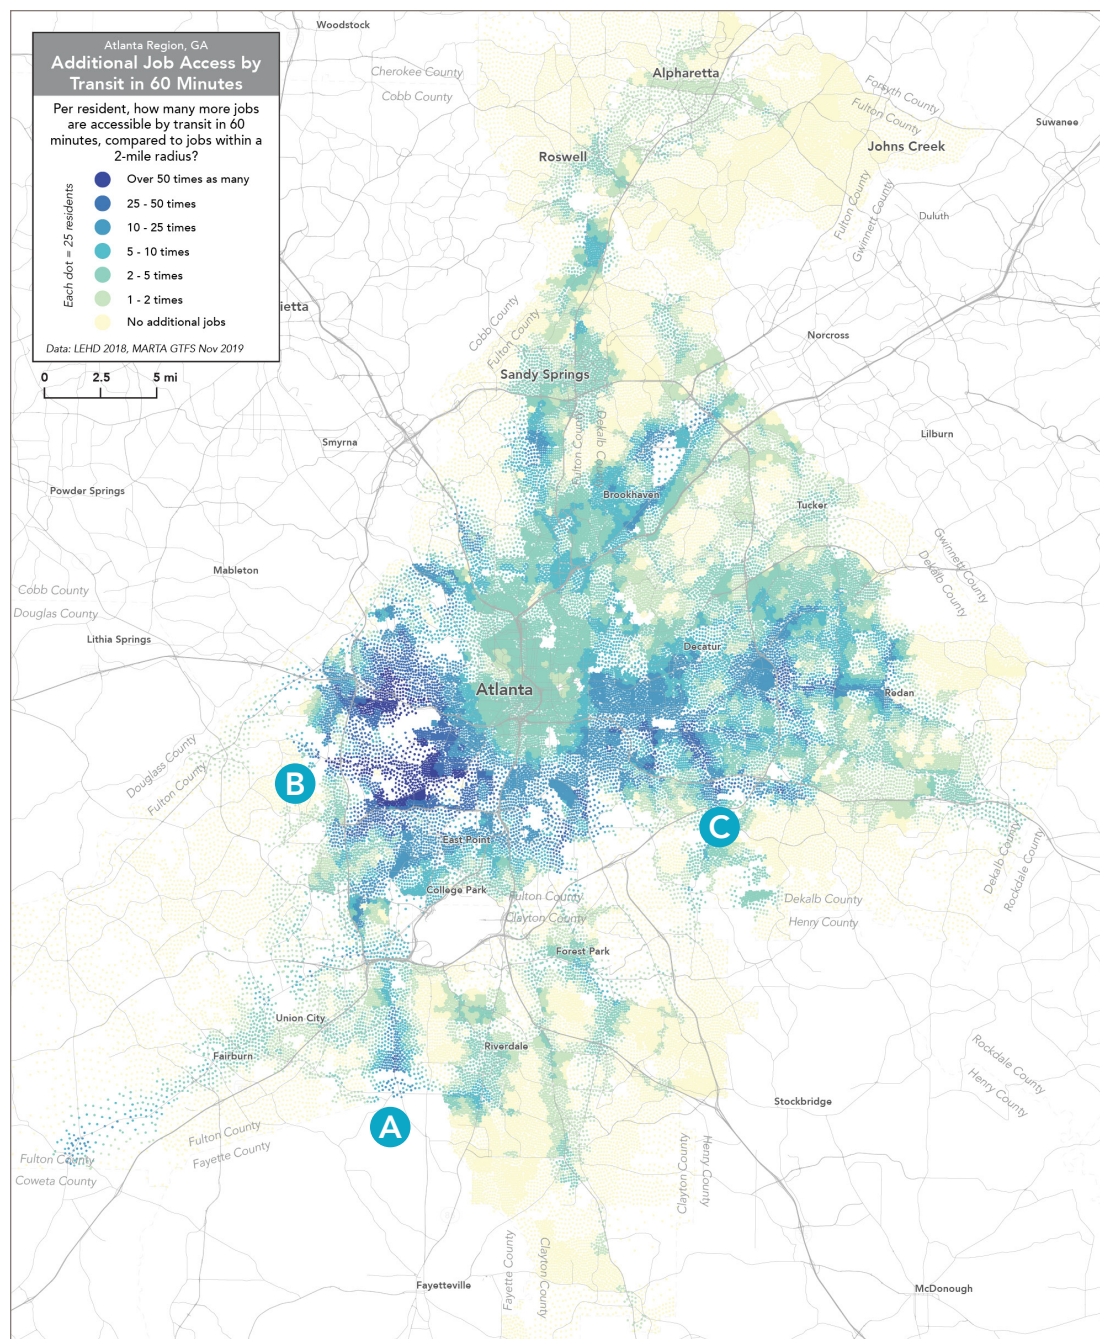 Atlanta Region, GA
Additional Job Access by
Transit in 60 Minutes
Per resident, how many more jobs
are accessible by transit in 60
minutes, compared to jobs within a
2-mile radius?
Each dot = 25 residents
Over 50 times as many
25 - 50 times
10 - 25 times
5 - 10 times
2 - 5 times
1 - 2 times
No additional jobs
Data: LEHD 2018, MARTA GTFS Nov 2019
0 2.5 5 mi
Woodstock
Cherokee County
Cobb County
Alpharetta
Forsyth County
Fulton County
Suwanee
Johns Creek
Roswell
Fulton County
Gwinnett County
Duluth
ietta
Cobb County
Fulton County
Norcross
Sandy Springs
Fulton County
Dekalb Co
Smyrna
Lilburn
Powder Springs
Brookhaven
Tucker
Gwinnett County
Dekalb County
Mableton
Cobb County
Douglas County
Lithia Springs
Decatur
Atlanta
Redan
Douglass County
Fulton County
B
C
East Point
College Park
Fulton County
Clayton County
Dekalb County
Rockdale County
Dekalb County
Henry County
Forest Park
Union City
Fairburn
Riverdale
Rockdale County
Henry County
Stockbridge
A
Fulton County
Fayette County
Fulton County
Coweta County
Clayton County
Henry County
Fayette County
Clayton County
Fayetteville
McDonough